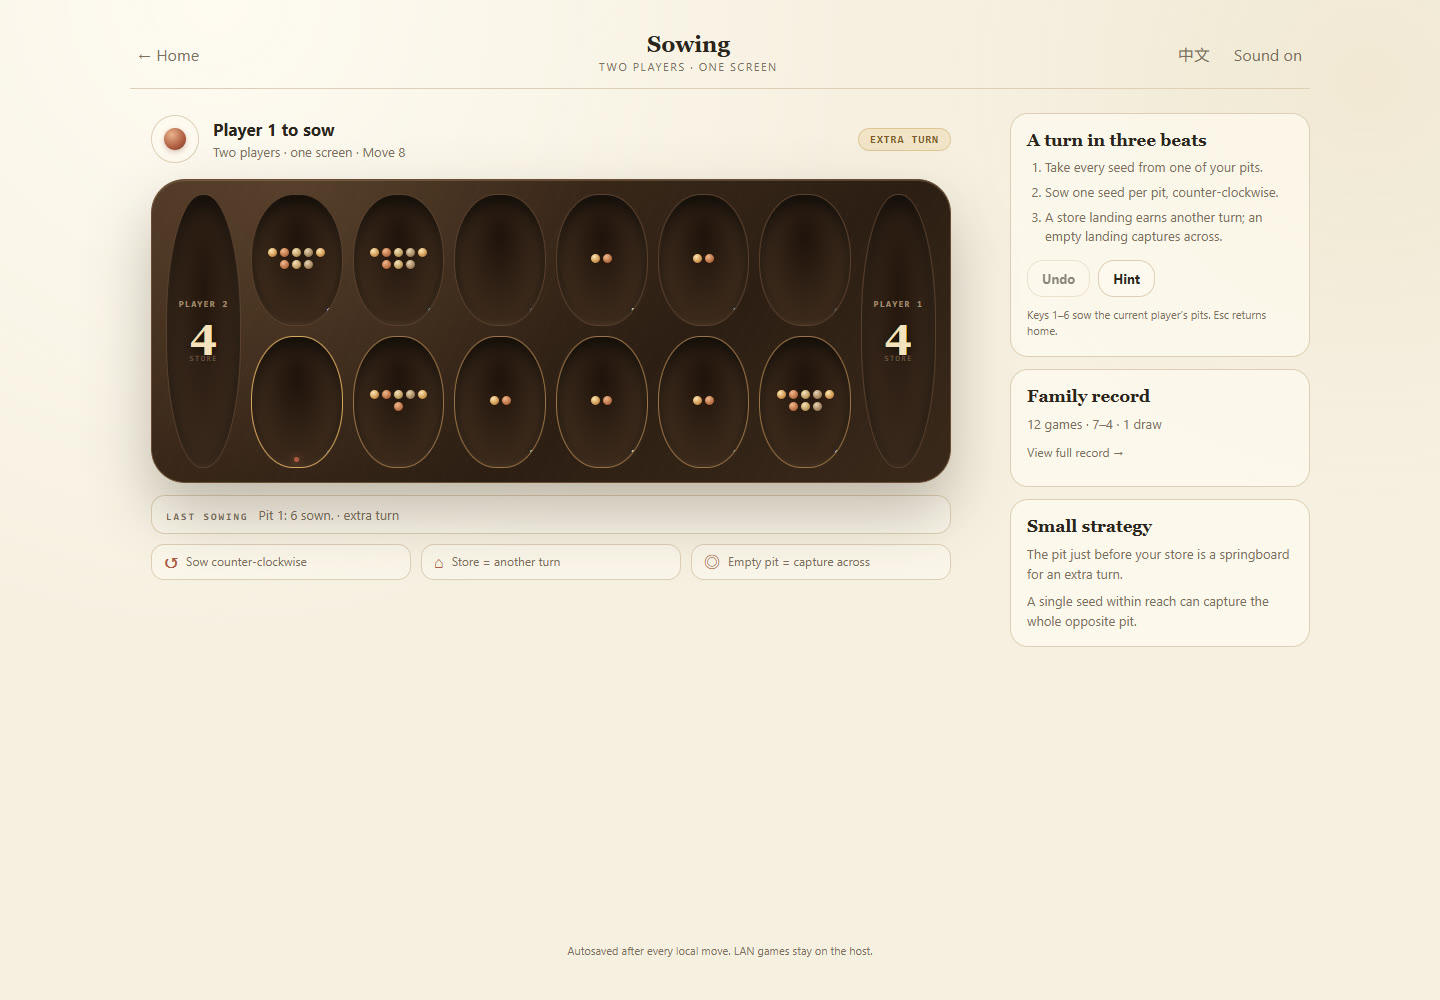 ← Home
Sowing
TWO PLAYERS · ONE SCREEN
中文
Sound on
Player 1 to sow
Two players · one screen · Move 8
EXTRA TURN
PLAYER 2
4
STORE
PLAYER 1
4
STORE
LAST SOWING Pit 1: 6 sown. · extra turn
↺ Sow counter-clockwise
⌂ Store = another turn
◎ Empty pit = capture across
A turn in three beats
1. Take every seed from one of your pits.
2. Sow one seed per pit, counter-clockwise.
3. A store landing earns another turn; an
empty landing captures across.
Undo
Hint
Keys 1–6 sow the current player's pits. Esc returns
home.
Family record
12 games · 7–4 · 1 draw
View full record →
Small strategy
The pit just before your store is a springboard
for an extra turn.
A single seed within reach can capture the
whole opposite pit.
Autosaved after every local move. LAN games stay on the host.